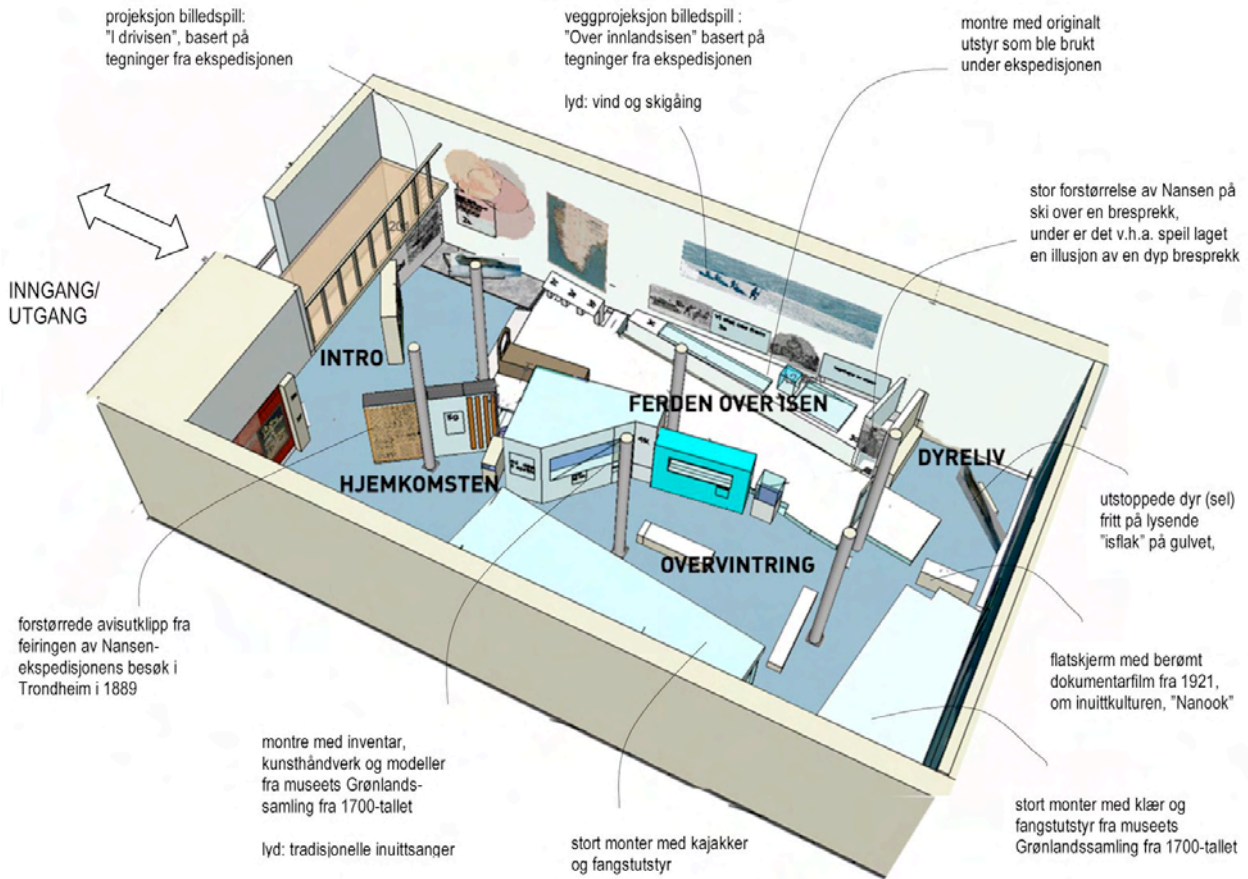 projeksjon billedspill:
"I drivisen", basert på
tegninger fra ekspedisjonen
veggprojeksjon billedspill :
"Over innlandsisen" basert på
tegninger fra ekspedisjonen
lyd: vind og skigåing
montre med originalt
utstyr som ble brukt
under ekspedisjonen
stor forstørrelse av Nansen på
ski over en bresprekk,
under er det v.h.a. speil laget
en illusjon av en dyp bresprekk
INNGANG/
UTGANG
INTRO
FERDEN OVER ISEN
DYRELIV
HJEMKOMSTEN
OVERVINTRING
utstoppede dyr (sel)
fritt på lysende
"isflak" på gulvet,
forstørrede avisutklipp fra
feiringen av Nansen-
ekspedisjonens besøk i
Trondheim i 1889
flatskjerm med berømt
dokumentarfilm fra 1921,
om inuittkulturen, "Nanook"
montre med inventar,
kunsthåndverk og modeller
fra museets Grønlands-
samling fra 1700-tallet
lyd: tradisjonelle inuittsanger
stort monter med kajakker
og fangstutstyr
stort monter med klær og
fangstutstyr fra museets
Grønlandssamling fra 1700-tallet